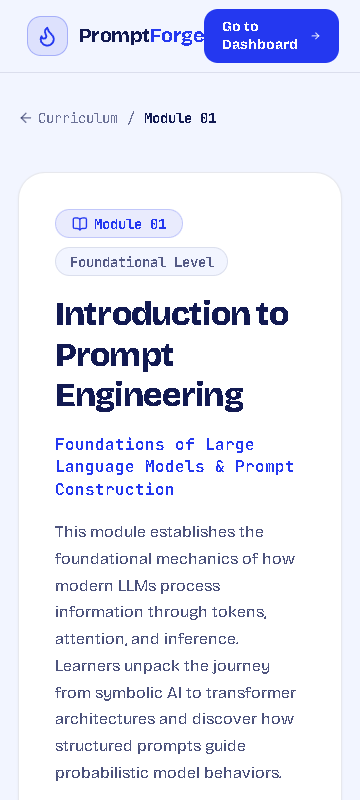 PromptForge
Go to
Dashboard →
← Curriculum / Module 01
Module 01
Foundational Level
Introduction to
Prompt
Engineering
Foundations of Large
Language Models & Prompt
Construction
This module establishes the
foundational mechanics of how
modern LLMs process
information through tokens,
attention, and inference.
Learners unpack the journey
from symbolic AI to transformer
architectures and discover how
structured prompts guide
probabilistic model behaviors.